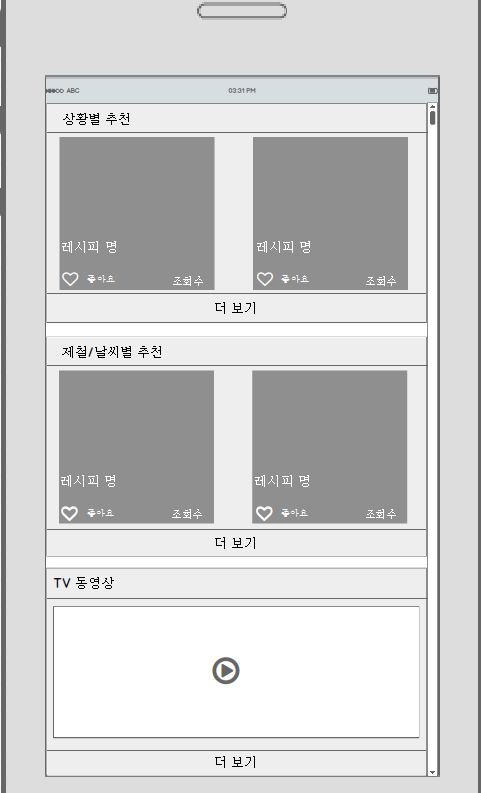 ABC 03:31 PM
상황별 추천
레시피 명 레시피 명
좋아요 조회수 좋아요 조회수
더 보기
제철/날씨별 추천
레시피 명 레시피 명
좋아요 조회수 좋아요 조회수
더 보기
TV 동영상
더 보기